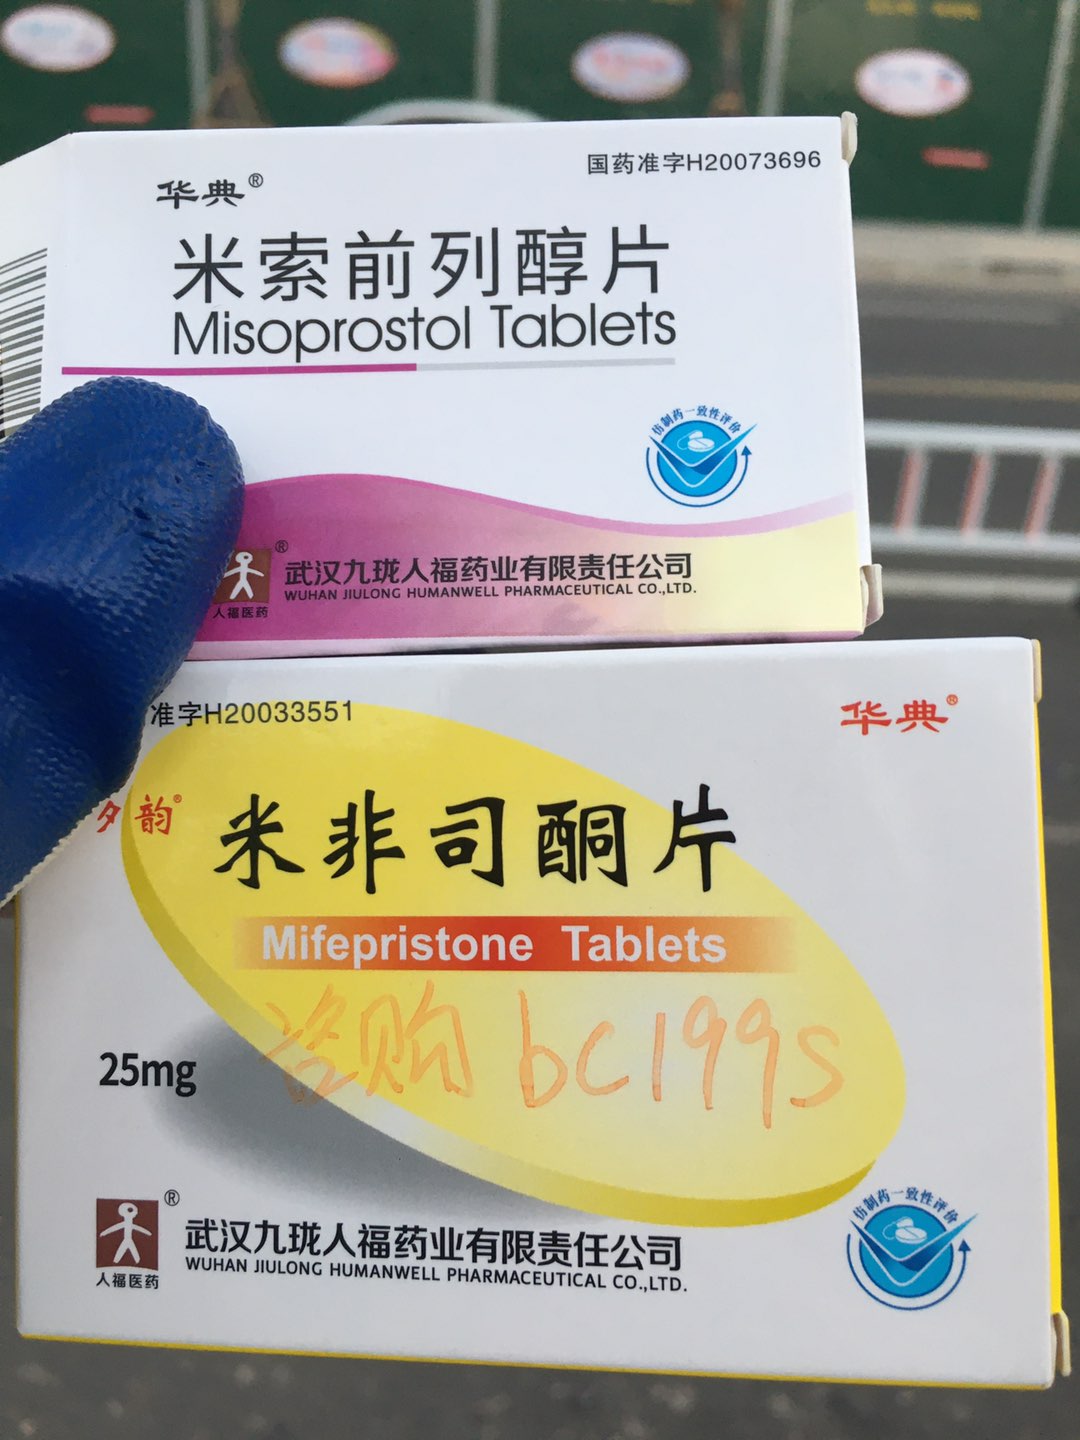 国药准字H20073696
华典®
米索前列醇片
Misoprostol Tablets
仿制药一致性评价
®
人福医药
武汉九珑人福药业有限责任公司
WUHAN JIULONG HUMANWELL PHARMACEUTICAL CO.,LTD.
准字H20033551
华典®
韵®
米非司酮片
Mifepristone Tablets
咨购 bc199s
25mg
仿制药一致性评价
®
人福医药
武汉九珑人福药业有限责任公司
WUHAN JIULONG HUMANWELL PHARMACEUTICAL CO.,LTD.